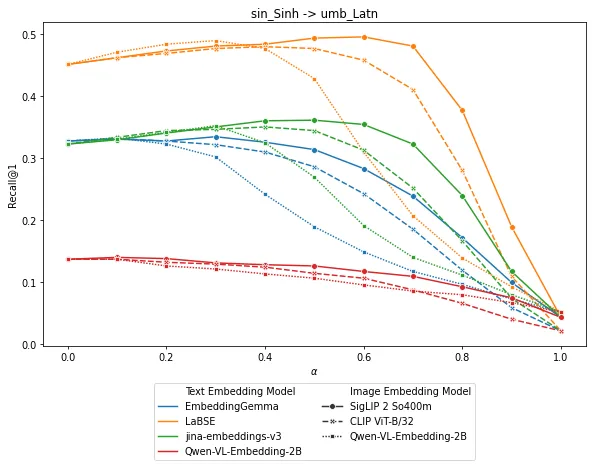 sin_Sinh -> umb_Latn
0.5
0.4
0.3
0.2
0.1
0.0
Recall@1
0.0 0.2 0.4 0.6 0.8 1.0
α
Text Embedding Model
EmbeddingGemma
LaBSE
jina-embeddings-v3
Qwen-VL-Embedding-2B
Image Embedding Model
SigLIP 2 So400m
CLIP ViT-B/32
Qwen-VL-Embedding-2B